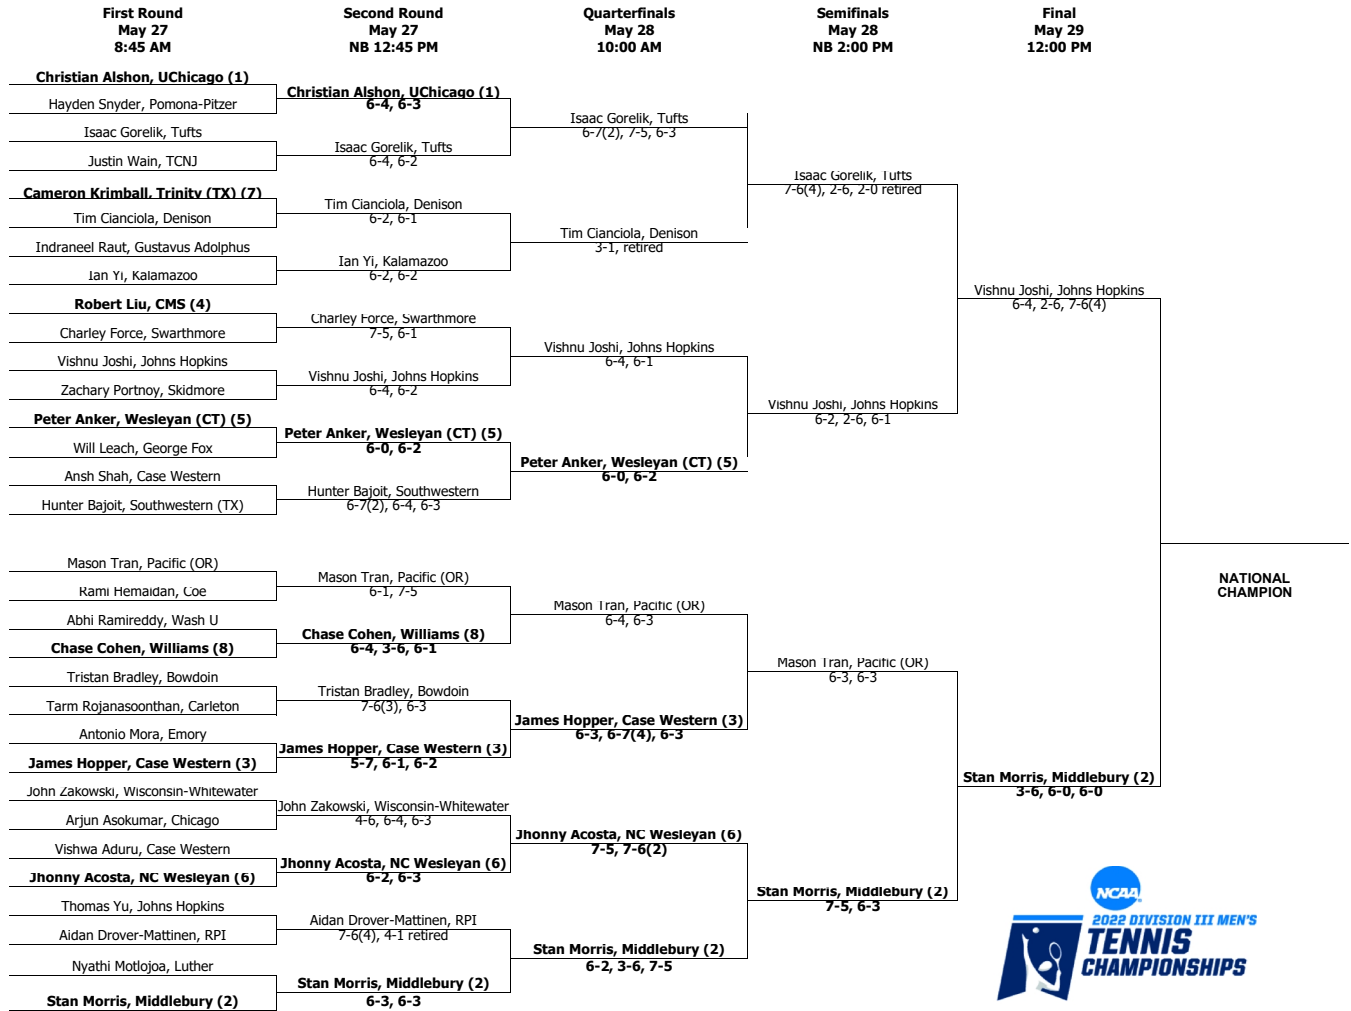 First Round
May 27
8:45 AM
Second Round
May 27
NB 12:45 PM
Quarterfinals
May 28
10:00 AM
Semifinals
May 28
NB 2:00 PM
Final
May 29
12:00 PM
Christian Alshon, UChicago (1)
Hayden Snyder, Pomona-Pitzer
Isaac Gorelik, Tufts
Justin Wain, TCNJ
Cameron Krimball, Trinity (TX) (7)
Tim Cianciola, Denison
Indraneel Raut, Gustavus Adolphus
Ian Yi, Kalamazoo
Robert Liu, CMS (4)
Charley Force, Swarthmore
Vishnu Joshi, Johns Hopkins
Zachary Portnoy, Skidmore
Peter Anker, Wesleyan (CT) (5)
Will Leach, George Fox
Ansh Shah, Case Western
Hunter Bajoit, Southwestern (TX)
Mason Tran, Pacific (OR)
Rami Hemaidan, Coe
Abhi Ramireddy, Wash U
Chase Cohen, Williams (8)
Tristan Bradley, Bowdoin
Tarm Rojanasoonthan, Carleton
Antonio Mora, Emory
James Hopper, Case Western (3)
John Zakowski, Wisconsin-Whitewater
Arjun Asokumar, Chicago
Vishwa Aduru, Case Western
Jhonny Acosta, NC Wesleyan (6)
Thomas Yu, Johns Hopkins
Aidan Drover-Mattinen, RPI
Nyathi Motlojoa, Luther
Stan Morris, Middlebury (2)
Christian Alshon, UChicago (1)
6-4, 6-3
Isaac Gorelik, Tufts
6-4, 6-2
Tim Cianciola, Denison
6-2, 6-1
Ian Yi, Kalamazoo
6-2, 6-2
Charley Force, Swarthmore
7-5, 6-1
Vishnu Joshi, Johns Hopkins
6-4, 6-2
Peter Anker, Wesleyan (CT) (5)
6-0, 6-2
Hunter Bajoit, Southwestern
6-7(2), 6-4, 6-3
Mason Tran, Pacific (OR)
6-1, 7-5
Chase Cohen, Williams (8)
6-4, 3-6, 6-1
Tristan Bradley, Bowdoin
7-6(3), 6-3
James Hopper, Case Western (3)
5-7, 6-1, 6-2
John Zakowski, Wisconsin-Whitewater
4-6, 6-4, 6-3
Jhonny Acosta, NC Wesleyan (6)
6-2, 6-3
Aidan Drover-Mattinen, RPI
7-6(4), 4-1 retired
Stan Morris, Middlebury (2)
6-3, 6-3
Isaac Gorelik, Tufts
6-7(2), 7-5, 6-3
Tim Cianciola, Denison
3-1, retired
Vishnu Joshi, Johns Hopkins
6-4, 6-1
Peter Anker, Wesleyan (CT) (5)
6-0, 6-2
Mason Tran, Pacific (OR)
6-4, 6-3
James Hopper, Case Western (3)
6-3, 6-7(4), 6-3
Jhonny Acosta, NC Wesleyan (6)
7-5, 7-6(2)
Stan Morris, Middlebury (2)
6-2, 3-6, 7-5
Isaac Gorelik, Tufts
7-6(4), 2-6, 2-0 retired
Vishnu Joshi, Johns Hopkins
6-2, 2-6, 6-1
Mason Tran, Pacific (OR)
6-3, 6-3
Stan Morris, Middlebury (2)
7-5, 6-3
Vishnu Joshi, Johns Hopkins
6-4, 2-6, 7-6(4)
Stan Morris, Middlebury (2)
3-6, 6-0, 6-0
NATIONAL
CHAMPION
NCAA
2022 DIVISION III MEN'S
TENNIS
CHAMPIONSHIPS